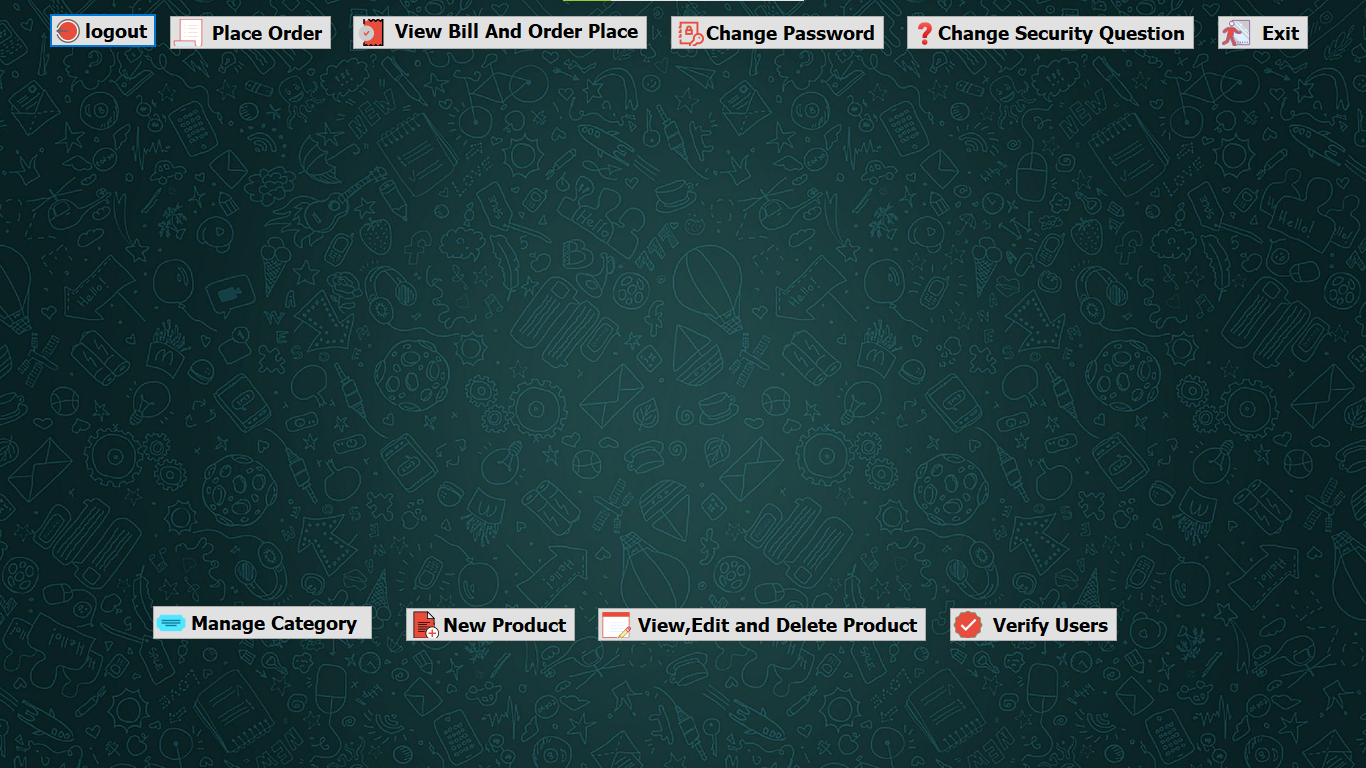 logout
Place Order
View Bill And Order Place
Change Password
Change Security Question
Exit
Manage Category
New Product
View,Edit and Delete Product
Verify Users